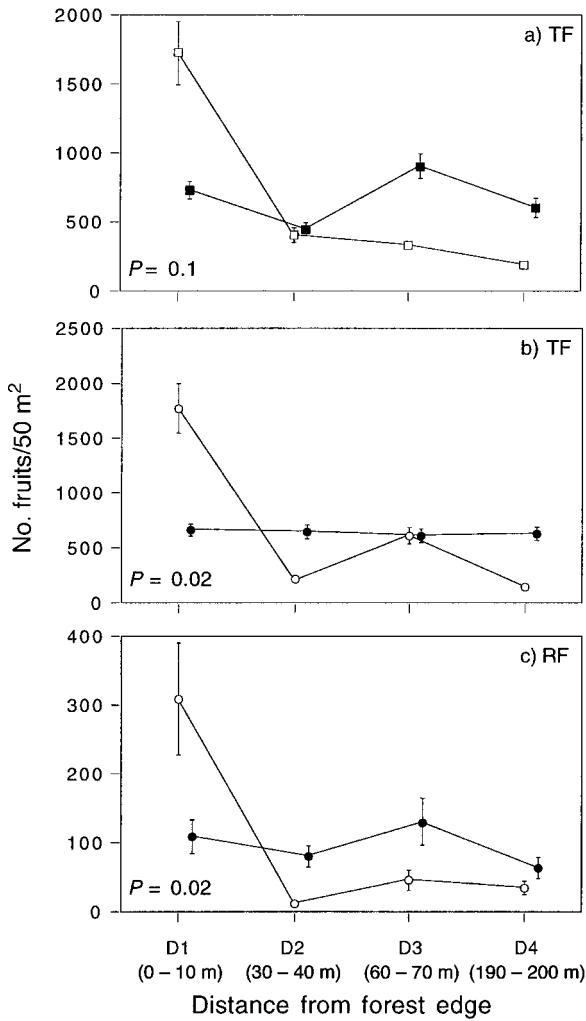 2000
a) TF
1500
1000
500
P = 0.1
0
2500
b) TF
2000
1500
1000
500
P = 0.02
0
400
c) RF
300
200
100
P = 0.02
0
No. fruits/50 m²
D1 D2 D3 D4
(0 – 10 m) (30 – 40 m) (60 – 70 m) (190 – 200 m)
Distance from forest edge